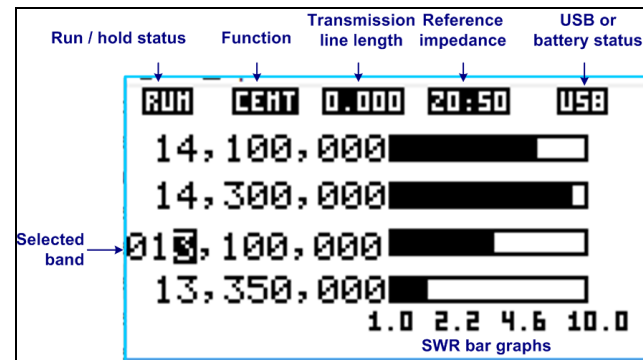 Run / hold status
Function
Transmission line length
Reference impedance
USB or battery status
RUN CENT 0.000 20:50 USB
14,100,000
14,300,000
Selected band
013,100,000
13,350,000
1.0 2.2 4.6 10.0
SWR bar graphs